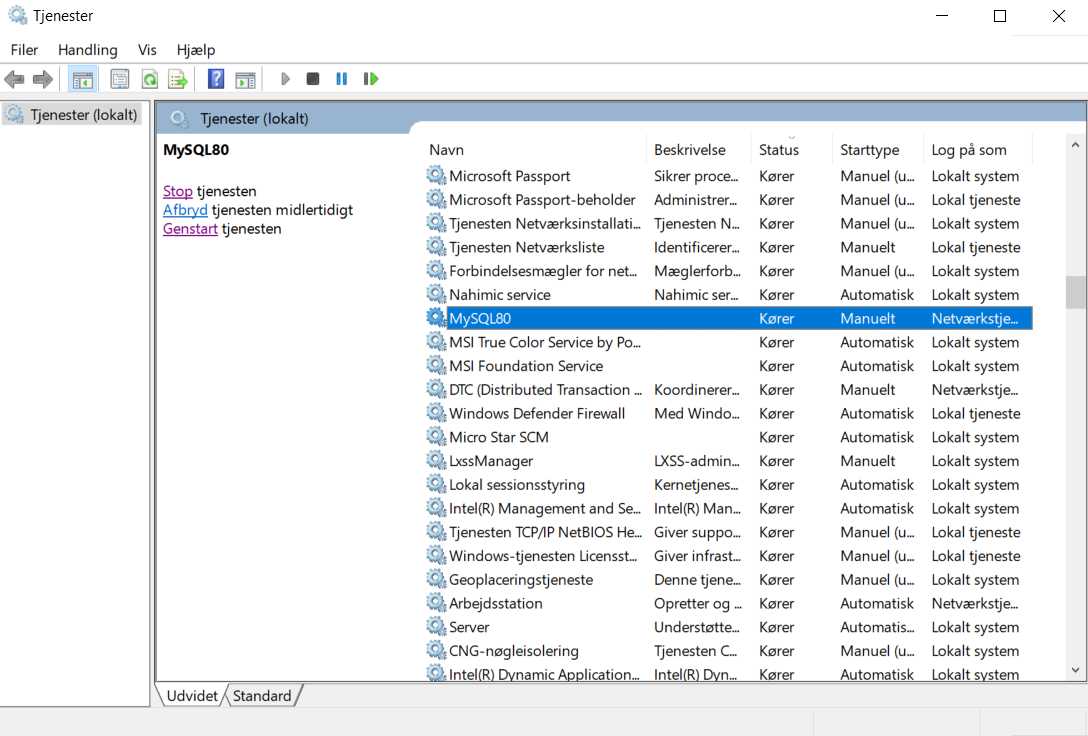 Tjenester
Filer Handling Vis Hjælp
Tjenester (lokalt)
Tjenester (lokalt)
MySQL80
Stop tjenesten
Afbryd tjenesten midlertidigt
Genstart tjenesten
Navn Beskrivelse Status Starttype Log på som
Microsoft Passport Sikrer proce... Kører Manuel (u... Lokalt system
Microsoft Passport-beholder Administrer... Kører Manuel (u... Lokal tjeneste
Tjenesten Netværksinstallati... Tjenesten N... Kører Manuel (u... Lokalt system
Tjenesten Netværksliste Identificerer... Kører Manuelt Lokal tjeneste
Forbindelsesmægler for net... Mæglerforb... Kører Manuel (u... Lokalt system
Nahimic service Nahimic ser... Kører Automatisk Lokalt system
MySQL80 Kører Manuelt Netværkstje...
MSI True Color Service by Po... Kører Automatisk Lokalt system
MSI Foundation Service Kører Automatisk Lokalt system
DTC (Distributed Transaction ... Koordinerer... Kører Manuelt Netværkstje...
Windows Defender Firewall Med Windo... Kører Automatisk Lokal tjeneste
Micro Star SCM Kører Automatisk Lokalt system
LxssManager LXSS-admin... Kører Manuelt Lokalt system
Lokal sessionsstyring Kernetjenes... Kører Automatisk Lokalt system
Intel(R) Management and Se... Intel(R) Man... Kører Automatisk Lokalt system
Tjenesten TCP/IP NetBIOS He... Giver suppo... Kører Manuel (u... Lokal tjeneste
Windows-tjenesten Licensst... Giver infrast... Kører Manuel (u... Lokal tjeneste
Geoplaceringstjeneste Denne tjene... Kører Manuel (u... Lokalt system
Arbejdsstation Opretter og ... Kører Automatisk Netværkstje...
Server Understøtte... Kører Automatis... Lokalt system
CNG-nøgleisolering Tjenesten C... Kører Manuel (u... Lokalt system
Intel(R) Dynamic Application... Intel(R) Dyn... Kører Automatisk Lokalt system
Udvidet Standard